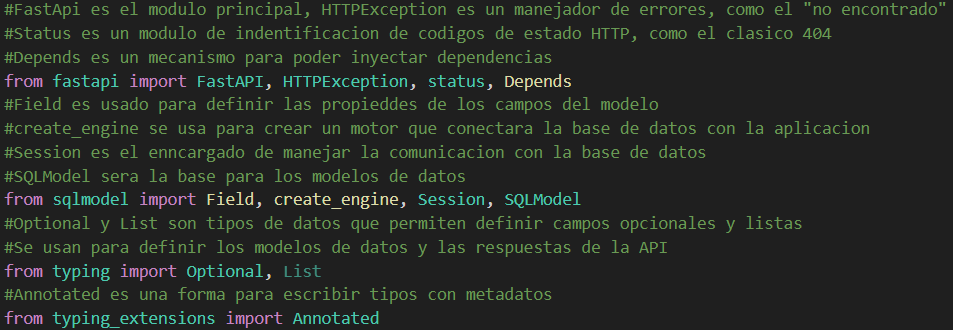 #FastApi es el modulo principal, HTTPException es un manejador de errores, como el "no encontrado"
#Status es un modulo de indentificacion de codigos de estado HTTP, como el clasico 404
#Depends es un mecanismo para poder inyectar dependencias
from fastapi import FastAPI, HTTPException, status, Depends
#Field es usado para definir las propieddes de los campos del modelo
#create_engine se usa para crear un motor que conectara la base de datos con la aplicacion
#Session es el enncargado de manejar la comunicacion con la base de datos
#SQLModel sera la base para los modelos de datos
from sqlmodel import Field, create_engine, Session, SQLModel
#Optional y List son tipos de datos que permiten definir campos opcionales y listas
#Se usan para definir los modelos de datos y las respuestas de la API
from typing import Optional, List
#Annotated es una forma para escribir tipos con metadatos
from typing_extensions import Annotated